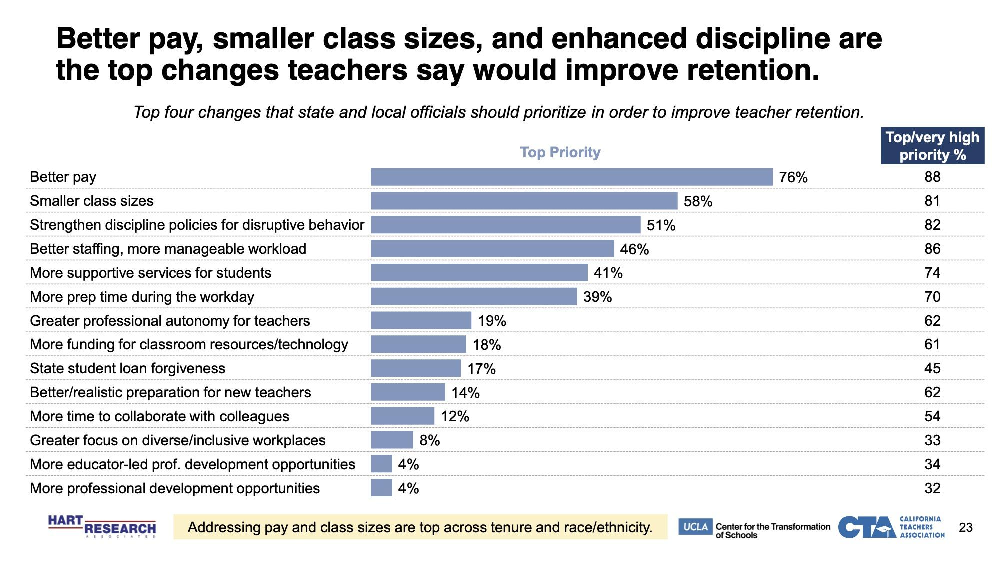 Better pay, smaller class sizes, and enhanced discipline are
the top changes teachers say would improve retention.
Top four changes that state and local officials should prioritize in order to improve teacher retention.
Top Priority
Top/very high
priority %
Better pay 76% 88
Smaller class sizes 58% 81
Strengthen discipline policies for disruptive behavior 51% 82
Better staffing, more manageable workload 46% 86
More supportive services for students 41% 74
More prep time during the workday 39% 70
Greater professional autonomy for teachers 19% 62
More funding for classroom resources/technology 18% 61
State student loan forgiveness 17% 45
Better/realistic preparation for new teachers 14% 62
More time to collaborate with colleagues 12% 54
Greater focus on diverse/inclusive workplaces 8% 33
More educator-led prof. development opportunities 4% 34
More professional development opportunities 4% 32
HART
RESEARCH
ASSOCIATES
Addressing pay and class sizes are top across tenure and race/ethnicity.
UCLA Center for the Transformation
of Schools
CTA
CALIFORNIA
TEACHERS
ASSOCIATION
23